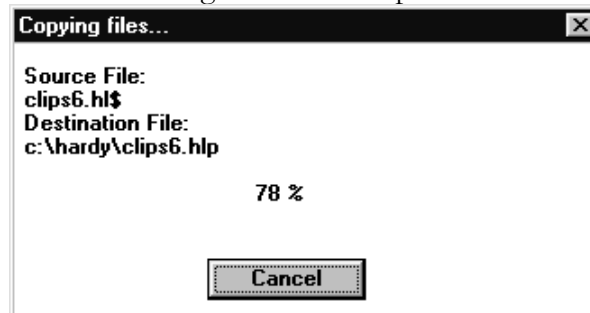 Copying files...
Source File:
clips6.hl$
Destination File:
c:\hardy\clips6.hlp
78 %
Cancel